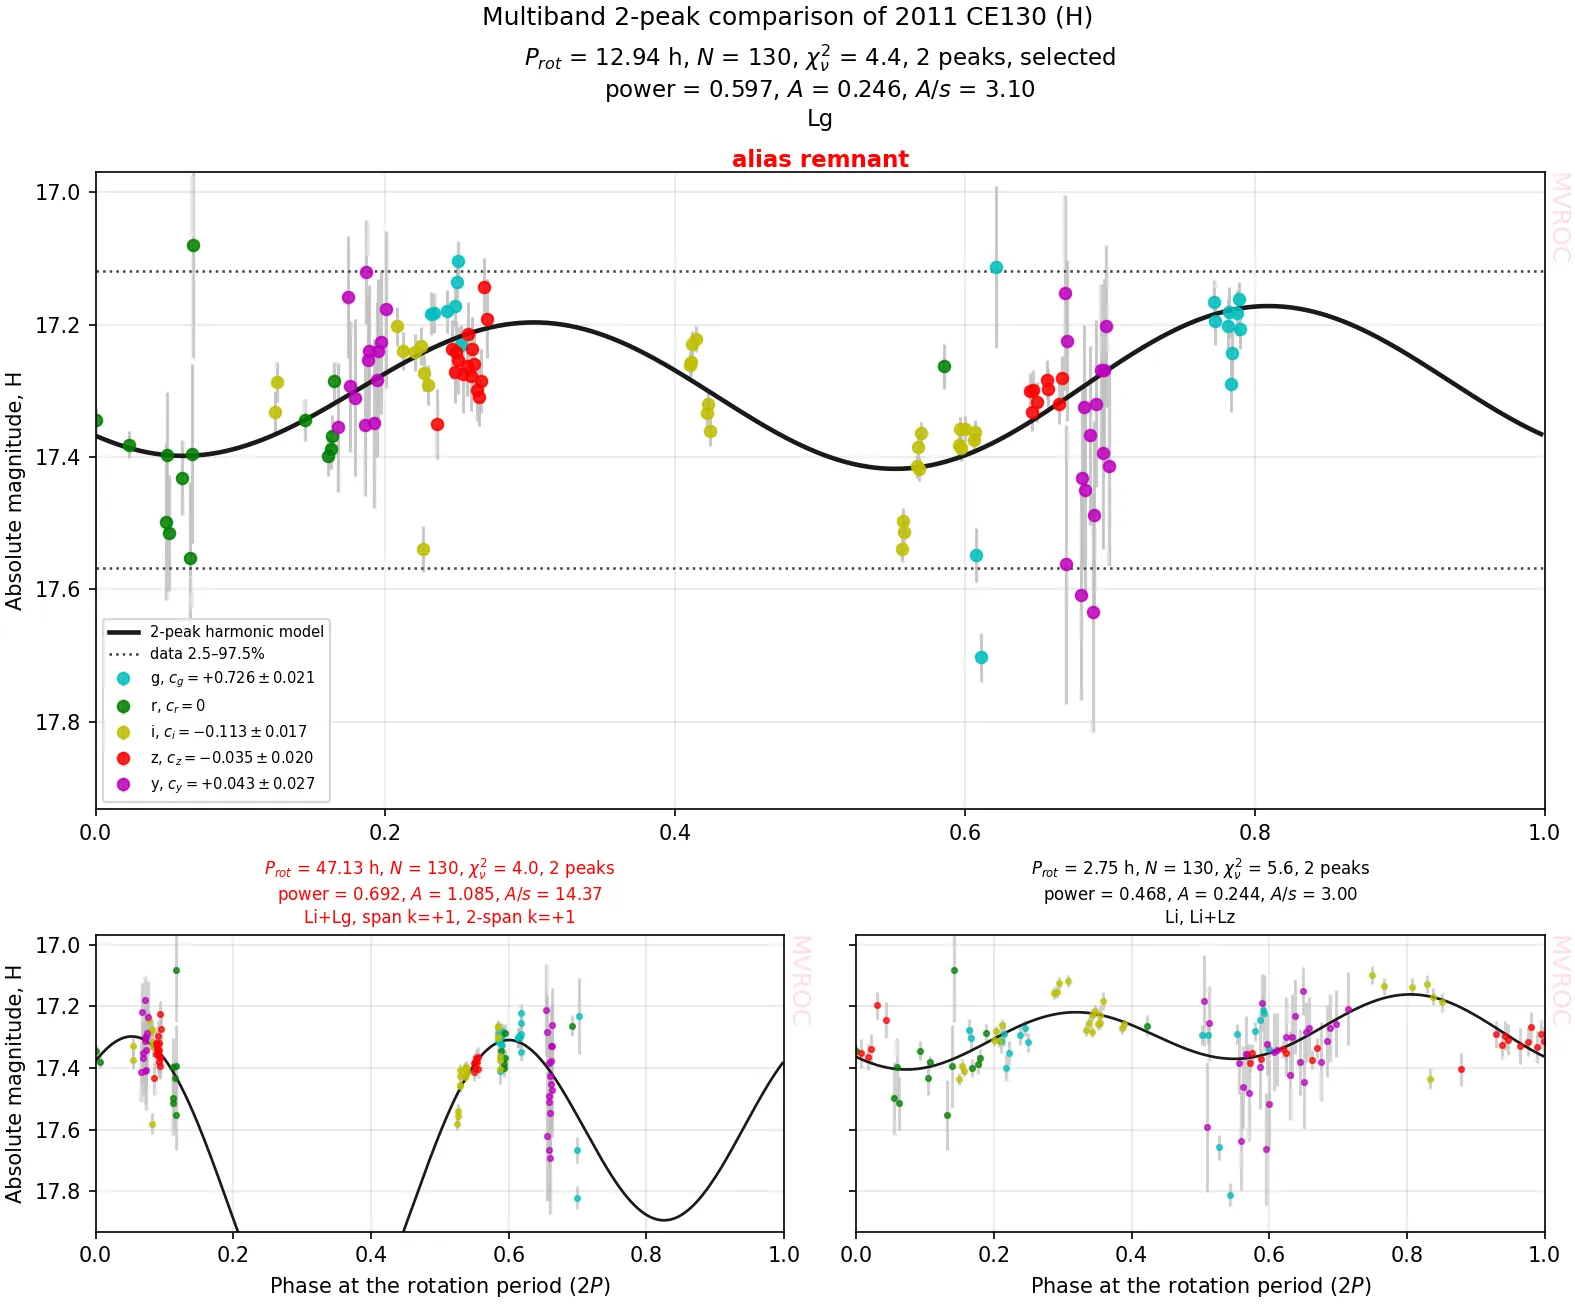 Multiband 2-peak comparison of 2011 CE130 (H)
P_rot = 12.94 h, N = 130, χ²_ν = 4.4, 2 peaks, selected
power = 0.597, A = 0.246, A/s = 3.10
Lg
alias remnant
MVROC
Absolute magnitude, H
17.0
17.2
17.4
17.6
17.8
2-peak harmonic model
data 2.5–97.5%
g, c_g = +0.726 ± 0.021
r, c_r = 0
i, c_i = −0.113 ± 0.017
z, c_z = −0.035 ± 0.020
y, c_y = +0.043 ± 0.027
0.0 0.2 0.4 0.6 0.8 1.0
P_rot = 47.13 h, N = 130, χ²_ν = 4.0, 2 peaks
power = 0.692, A = 1.085, A/s = 14.37
Li+Lg, span k=+1, 2-span k=+1
MVROC
Absolute magnitude, H
17.0
17.2
17.4
17.6
17.8
0.0 0.2 0.4 0.6 0.8 1.0
Phase at the rotation period (2P)
P_rot = 2.75 h, N = 130, χ²_ν = 5.6, 2 peaks
power = 0.468, A = 0.244, A/s = 3.00
Li, Li+Lz
MVROC
0.0 0.2 0.4 0.6 0.8 1.0
Phase at the rotation period (2P)